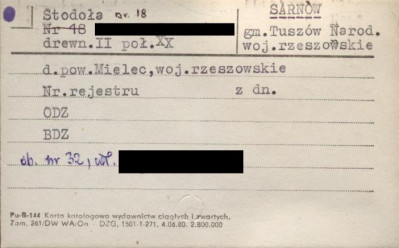 Stodoła nr. 18 SARNÓW
Nr 48 gm. Tuszów Narod.
drewn.II poł.XX woj.rzeszowskie
d.pow.Mielec,woj.rzeszowskie
Nr.rejestru z dn.
ODZ
BDZ
ob. nr 32, wł.
Pu-B-144 Karta katalogowa wydawnictw ciągłych i zwartych.
Zam. 261/DW WA/On - DZG, 1501-1-271, 4.06.80. 2.800.000